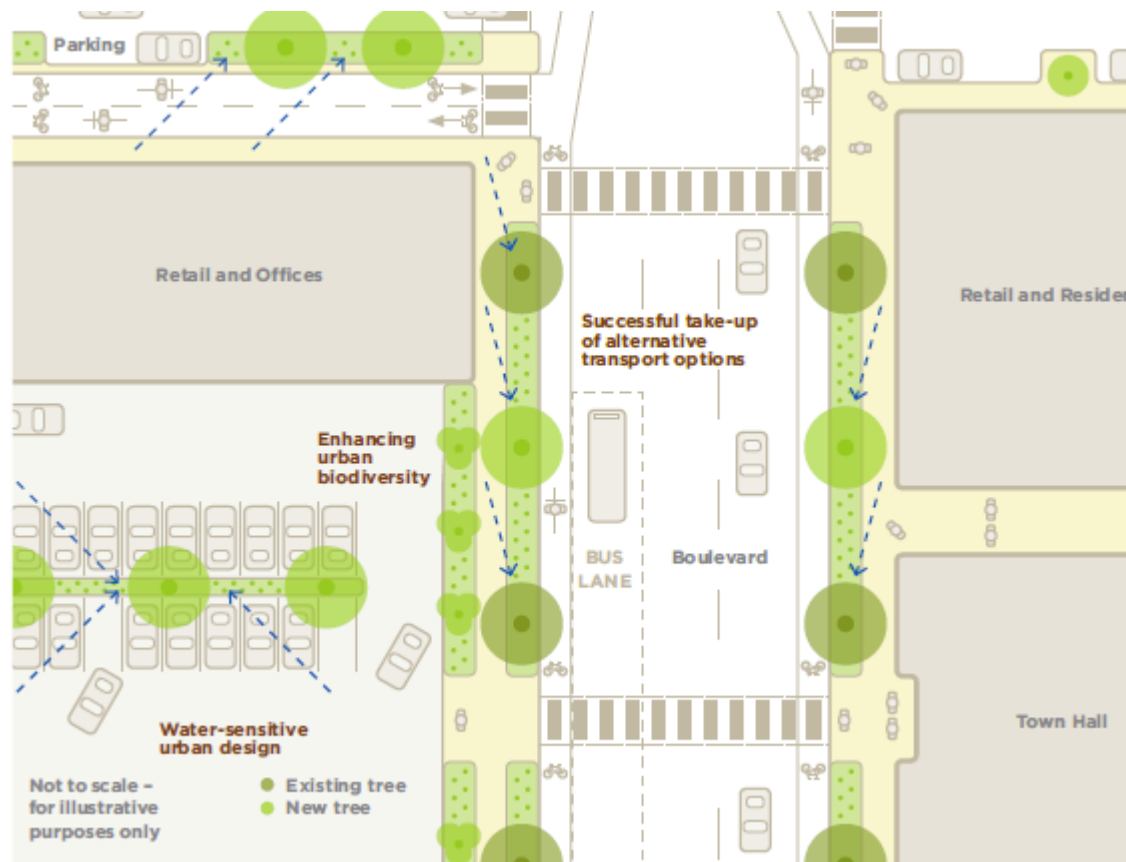 Parking
Retail and Offices
Retail and Resider
Successful take-up
of alternative
transport options
Enhancing
urban
biodiversity
BUS
LANE
Boulevard
Water-sensitive
urban design
Town Hall
Not to scale –
for illustrative
purposes only
Existing tree
New tree